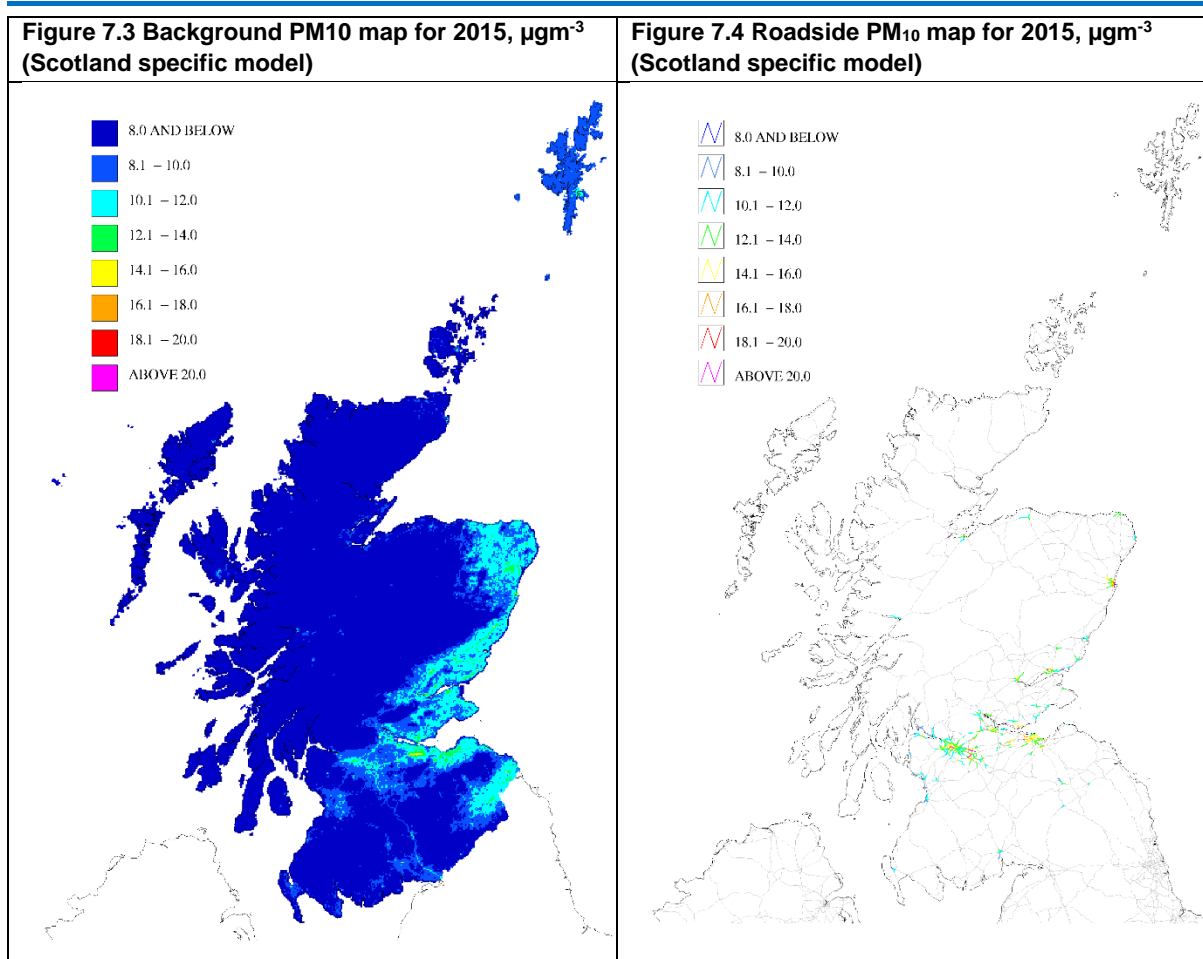 Figure 7.3 Background PM10 map for 2015, µgm⁻³
(Scotland specific model)
8.0 AND BELOW
8.1 – 10.0
10.1 – 12.0
12.1 – 14.0
14.1 – 16.0
16.1 – 18.0
18.1 – 20.0
ABOVE 20.0
Figure 7.4 Roadside PM₁₀ map for 2015, µgm⁻³
(Scotland specific model)
8.0 AND BELOW
8.1 – 10.0
10.1 – 12.0
12.1 – 14.0
14.1 – 16.0
16.1 – 18.0
18.1 – 20.0
ABOVE 20.0